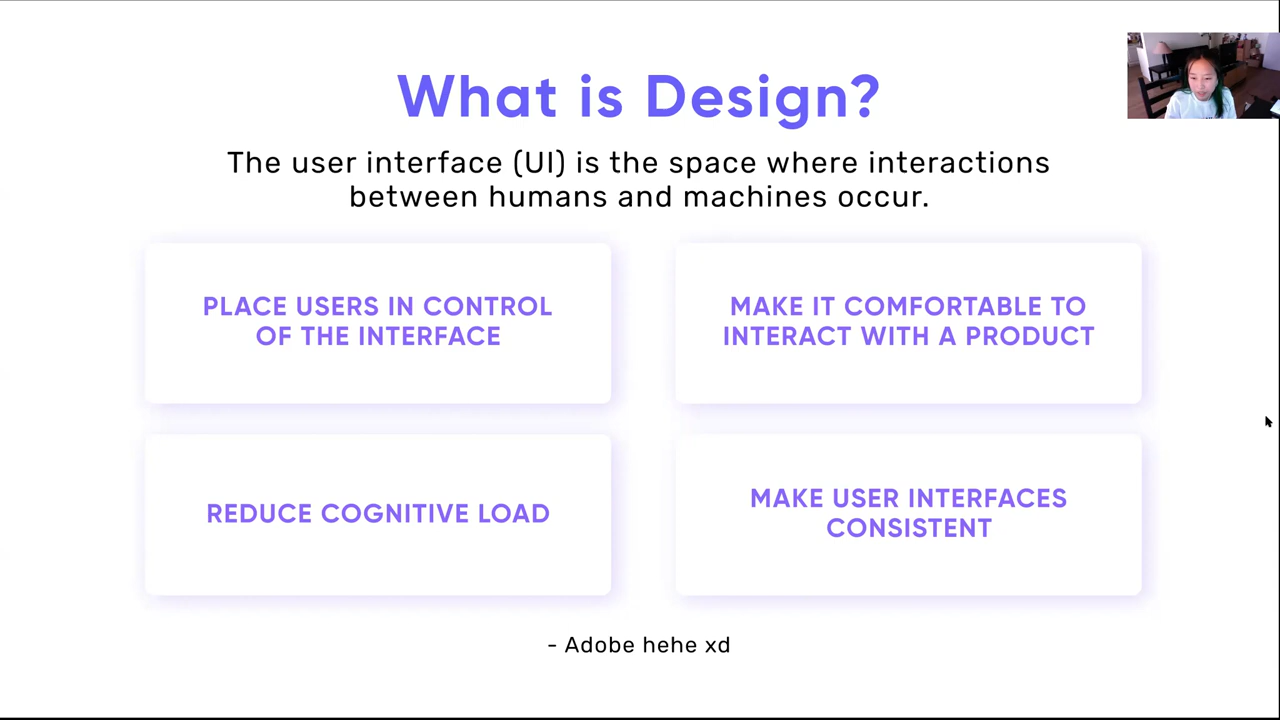 What is Design?
The user interface (UI) is the space where interactions
between humans and machines occur.
PLACE USERS IN CONTROL
OF THE INTERFACE
MAKE IT COMFORTABLE TO
INTERACT WITH A PRODUCT
REDUCE COGNITIVE LOAD
MAKE USER INTERFACES
CONSISTENT
- Adobe hehe xd